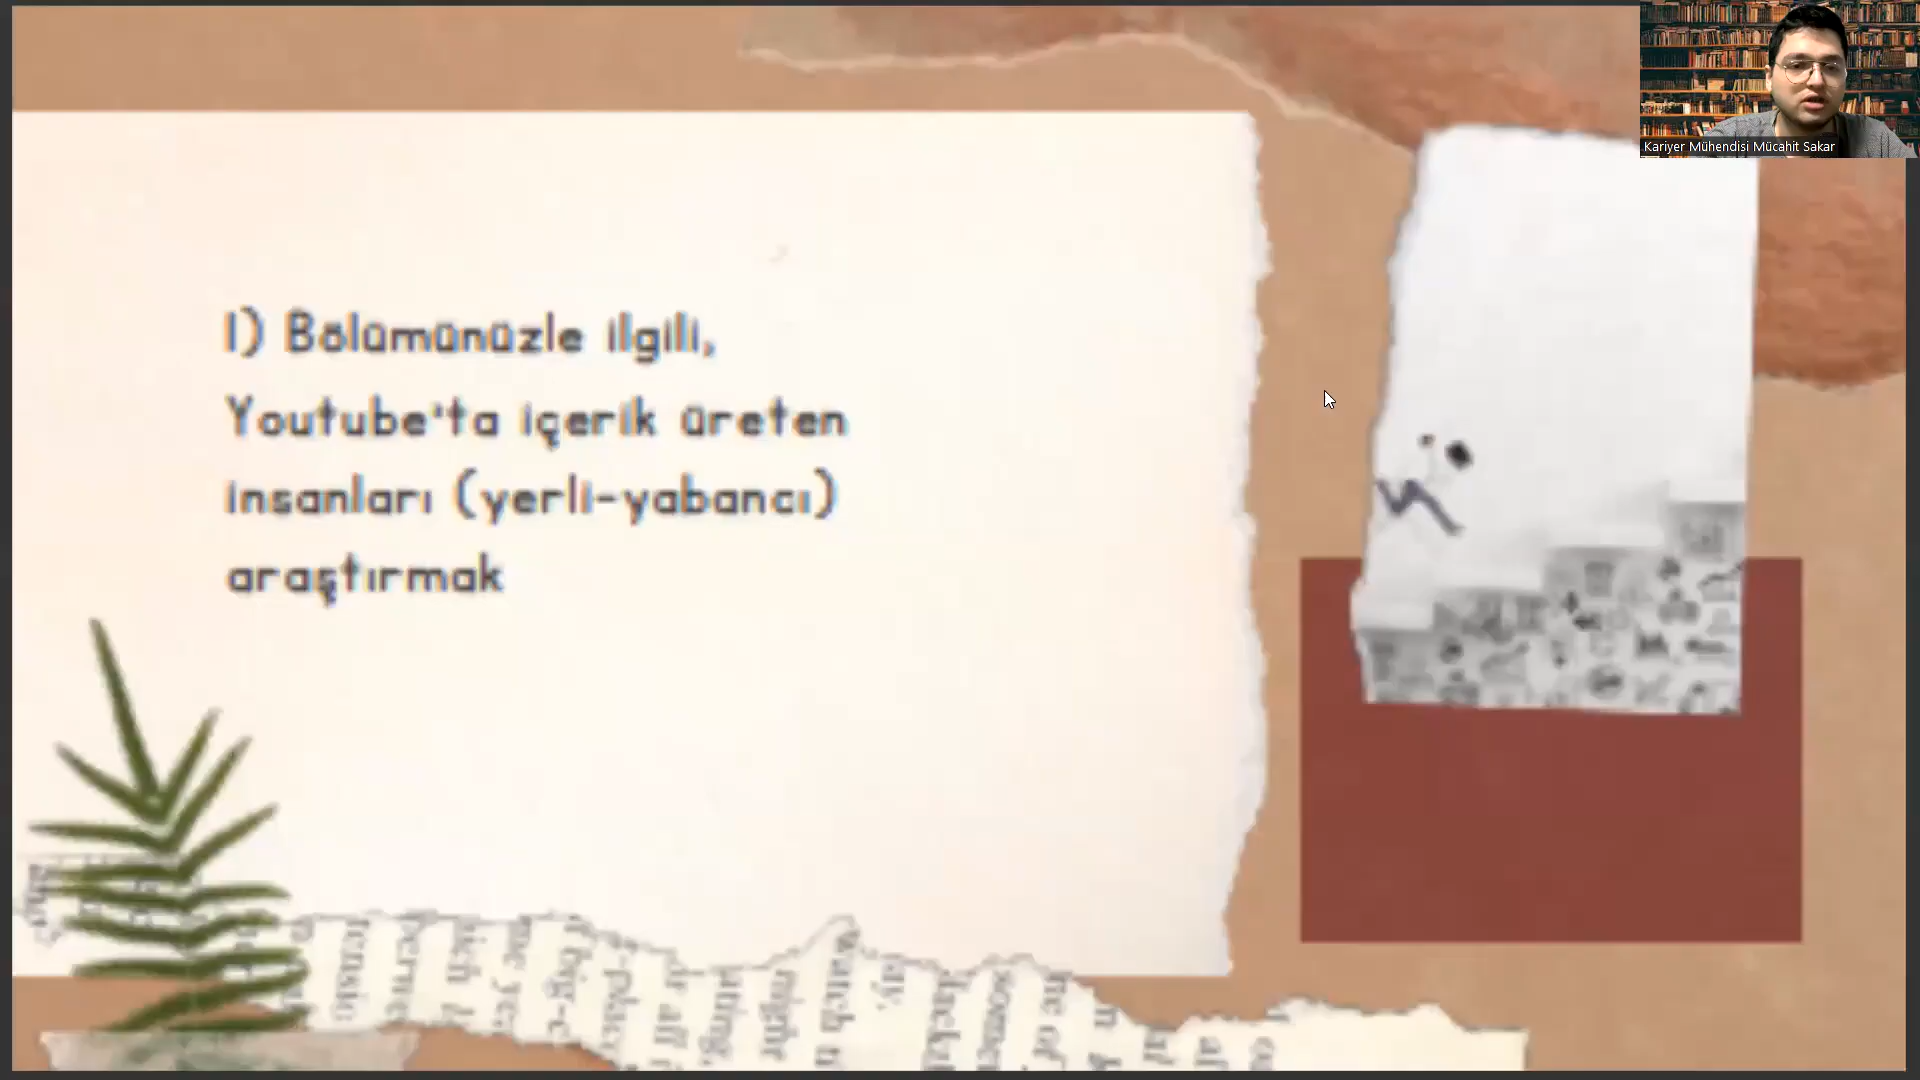 1) Bölümünüzle ilgili,
Youtube'ta içerik üreten
insanları (yerli-yabancı)
araştırmak
Kariyer Mühendisi Mücahit Sakar